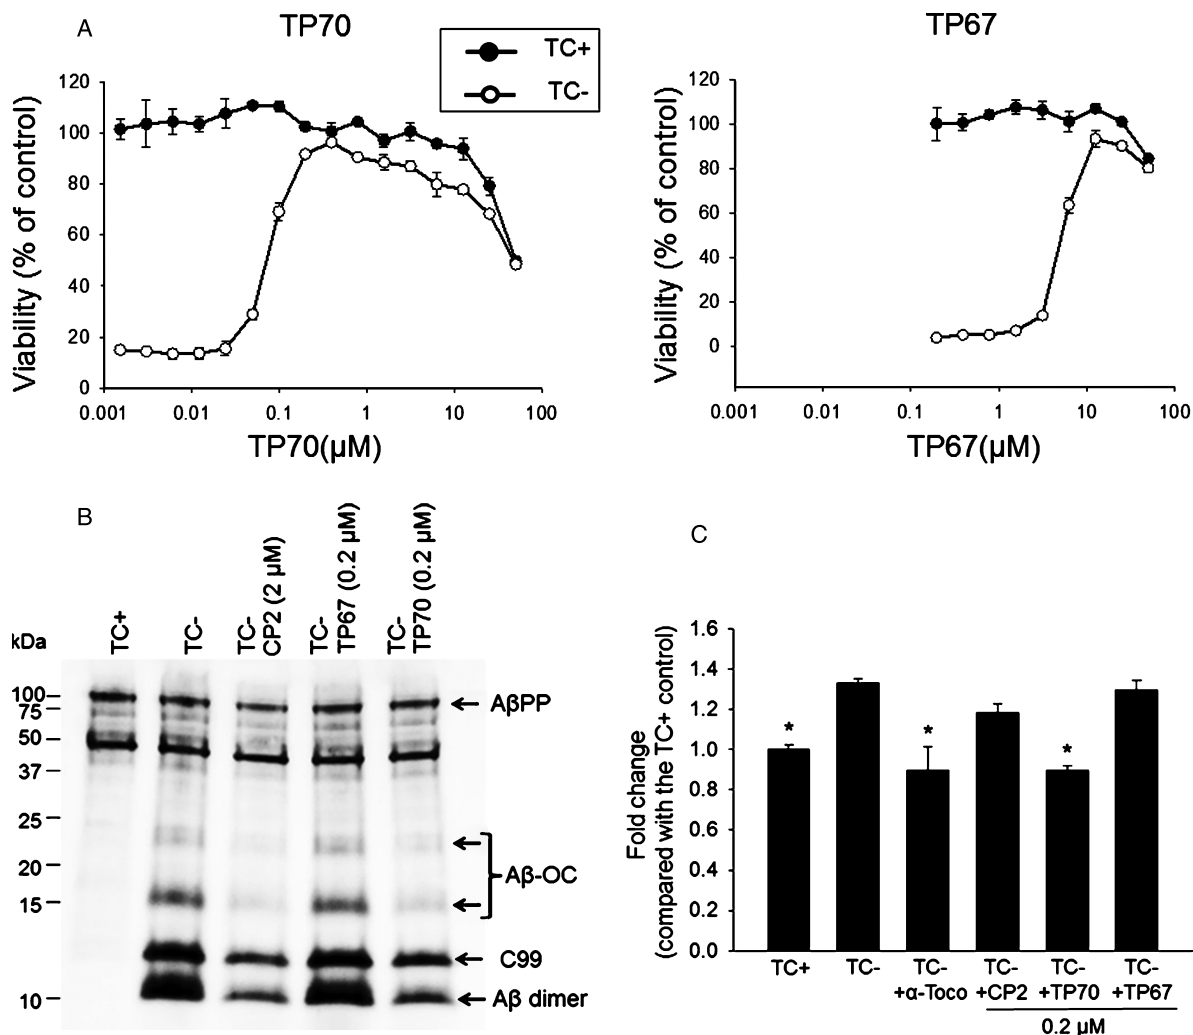 A
TP70
TC+
TC-
Viability (% of control)
120
100
80
60
40
20
0
0.001
0.01
0.1
1
10
100
TP70(µM)
TP67
Viability (% of control)
120
100
80
60
40
20
0
0.001
0.01
0.1
1
10
100
TP67(µM)
B
kDa
TC+
TC-
TC-
CP2 (2 µM)
TC-
TP67 (0.2 µM)
TC-
TP70 (0.2 µM)
100
75
50
37
25
20
15
10
AβPP
Aβ-OC
C99
Aβ dimer
C
Fold change
(compared with the TC+ control)
1.6
1.4
1.2
1.0
0.8
0.6
0.4
0.2
0.0
*
*
*
TC+
TC-
TC-
+α-Toco
TC-
+CP2
TC-
+TP70
TC-
+TP67
0.2 µM